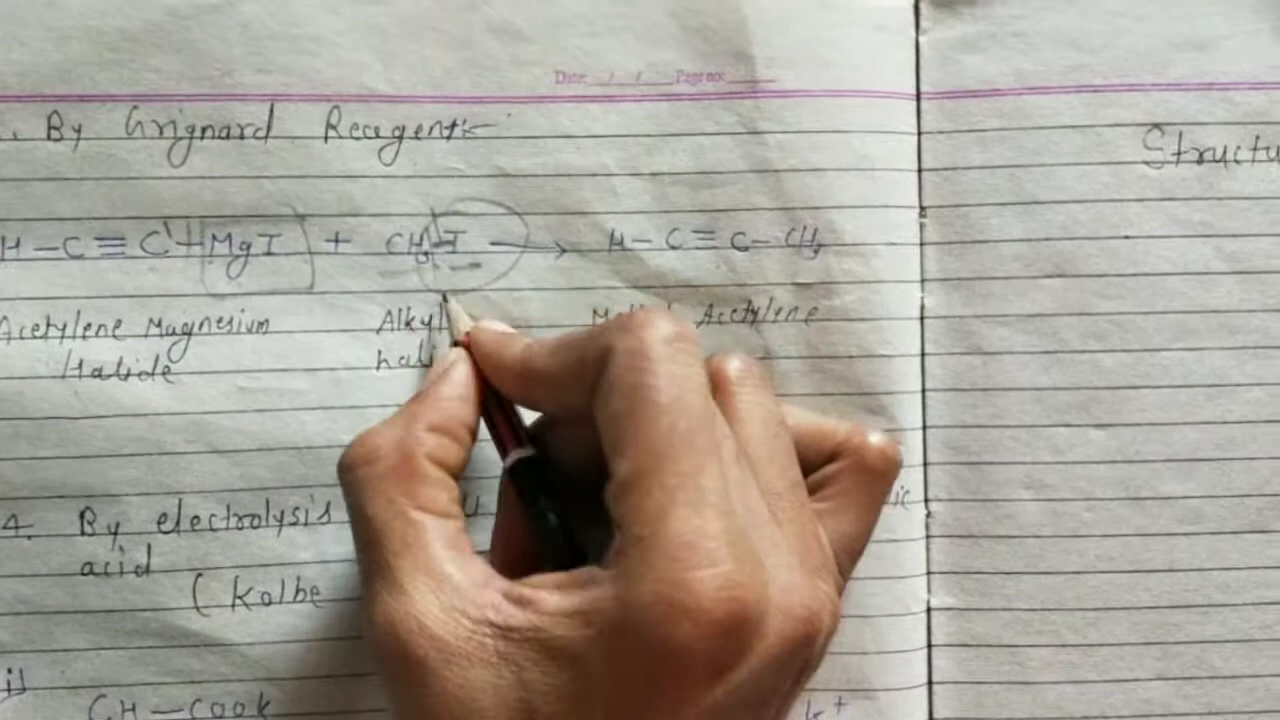 Date: / / Page no:
. By Grignard Reagent:-
Structu
H-C≡C-MgI + CH₃-I → H-C≡C-CH₃
Acetylene Magnesium Alkyl Acetylene
Halide hal
4. By electrolysis
acid
( Kolbe
i)
CH-COOK